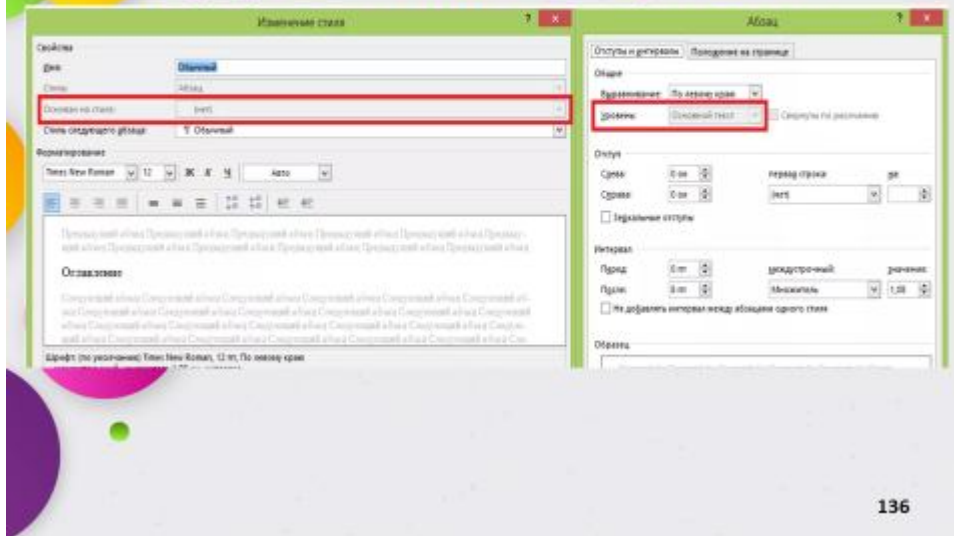 Изменение стиля
Свойства
Имя: Обычный
Стиль: Абзац
Основан на стиле: (нет)
Стиль следующего абзаца: ¶ Обычный
Форматирование
Times New Roman 12 Ж К Ч Авто
Оглавление
Шрифт: (по умолчанию) Times New Roman, 12 пт, По левому краю
Абзац
Отступы и интервалы Положение на странице
Общие
Выравнивание: По левому краю
Уровень: Основной текст Свернуты по умолчанию
Отступ
Слева: 0 см первая строка: на:
Справа: 0 см (нет)
Зеркальные отступы
Интервал
Перед: 0 пт междустрочный: значение:
После: 0 пт Множитель
Не добавлять интервал между абзацами одного стиля
Образец
136